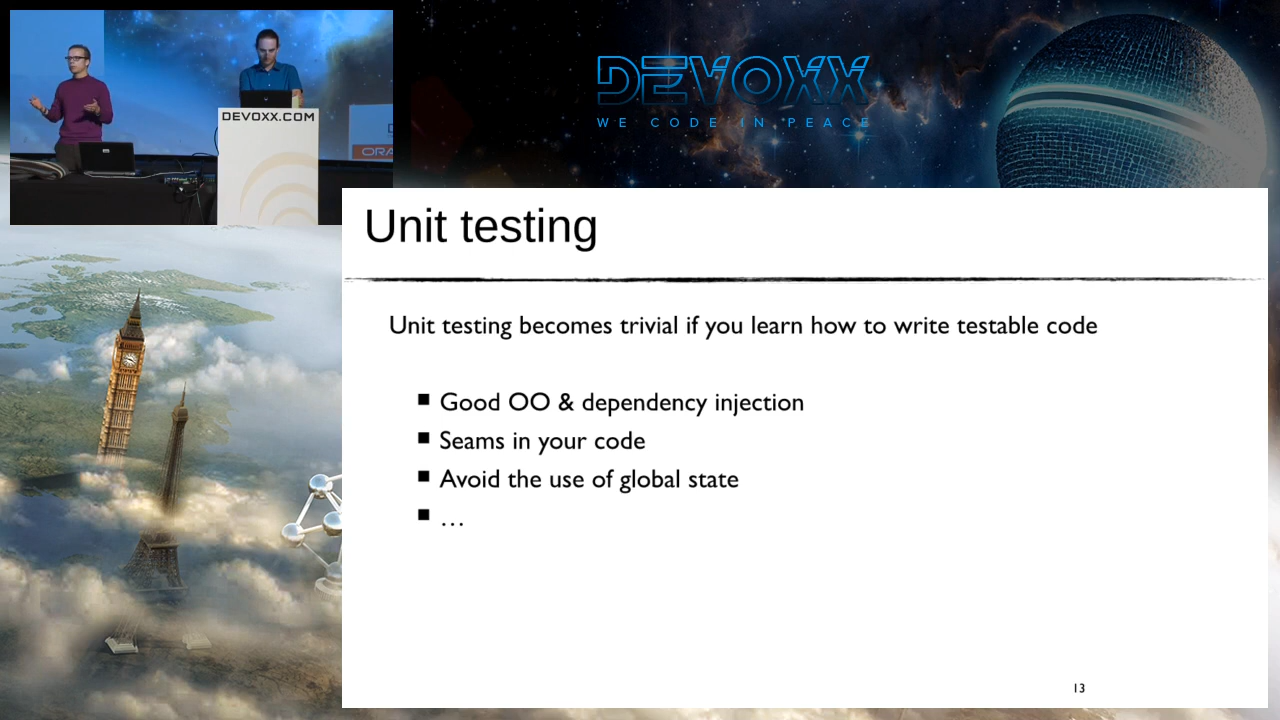 DEVOXX
WE CODE IN PEACE
DEVOXX.COM
ORA
Unit testing
Unit testing becomes trivial if you learn how to write testable code
■ Good OO & dependency injection
■ Seams in your code
■ Avoid the use of global state
■ …
13